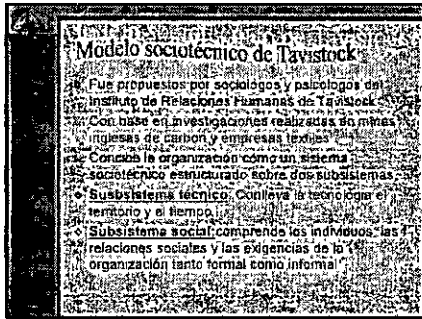 Modelo sociotécnico de Tavistock
Fue propuestos por sociólogos y psicologos del
Instituto de Relaciones Humanas de Tavistock
Con base en investigaciones realizadas en minas
inglesas de carbón y empresas textiles
Concibe la organización como un sistema
sociotécnico estructurado sobre dos subsistemas
Susbsistema técnico: Conlleva la tecnología el
territorio y el tiempo
Subsistema social: comprende los individuos, las
relaciones sociales y las exigencias de la
organización tanto formal como informal